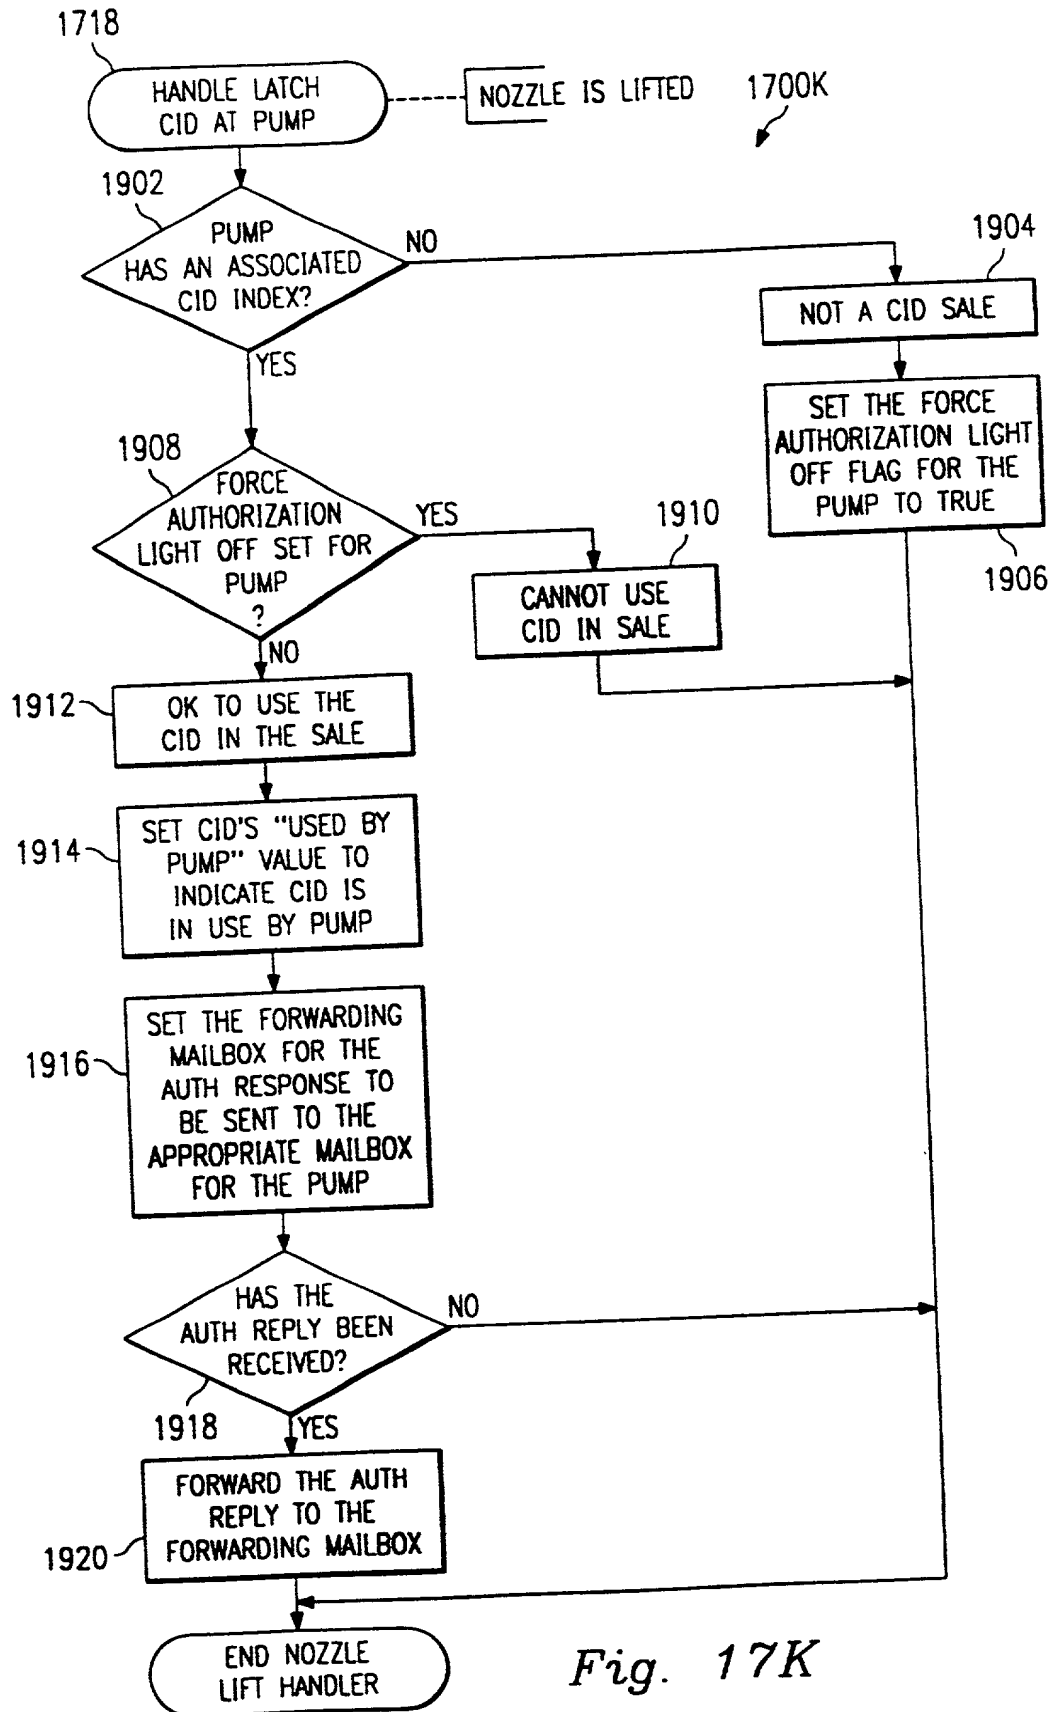 1718
HANDLE LATCH
CID AT PUMP
NOZZLE IS LIFTED
1700K
1902
PUMP
HAS AN ASSOCIATED
CID INDEX?
NO
YES
1904
NOT A CID SALE
SET THE FORCE
AUTHORIZATION LIGHT
OFF FLAG FOR THE
PUMP TO TRUE
1906
1908
FORCE
AUTHORIZATION
LIGHT OFF SET FOR
PUMP
?
YES
NO
1910
CANNOT USE
CID IN SALE
1912
OK TO USE THE
CID IN THE SALE
1914
SET CID'S "USED BY
PUMP" VALUE TO
INDICATE CID IS
IN USE BY PUMP
1916
SET THE FORWARDING
MAILBOX FOR THE
AUTH RESPONSE TO
BE SENT TO THE
APPROPRIATE MAILBOX
FOR THE PUMP
HAS THE
AUTH REPLY BEEN
RECEIVED?
NO
1918
YES
FORWARD THE AUTH
REPLY TO THE
FORWARDING MAILBOX
1920
END NOZZLE
LIFT HANDLER
Fig. 17K